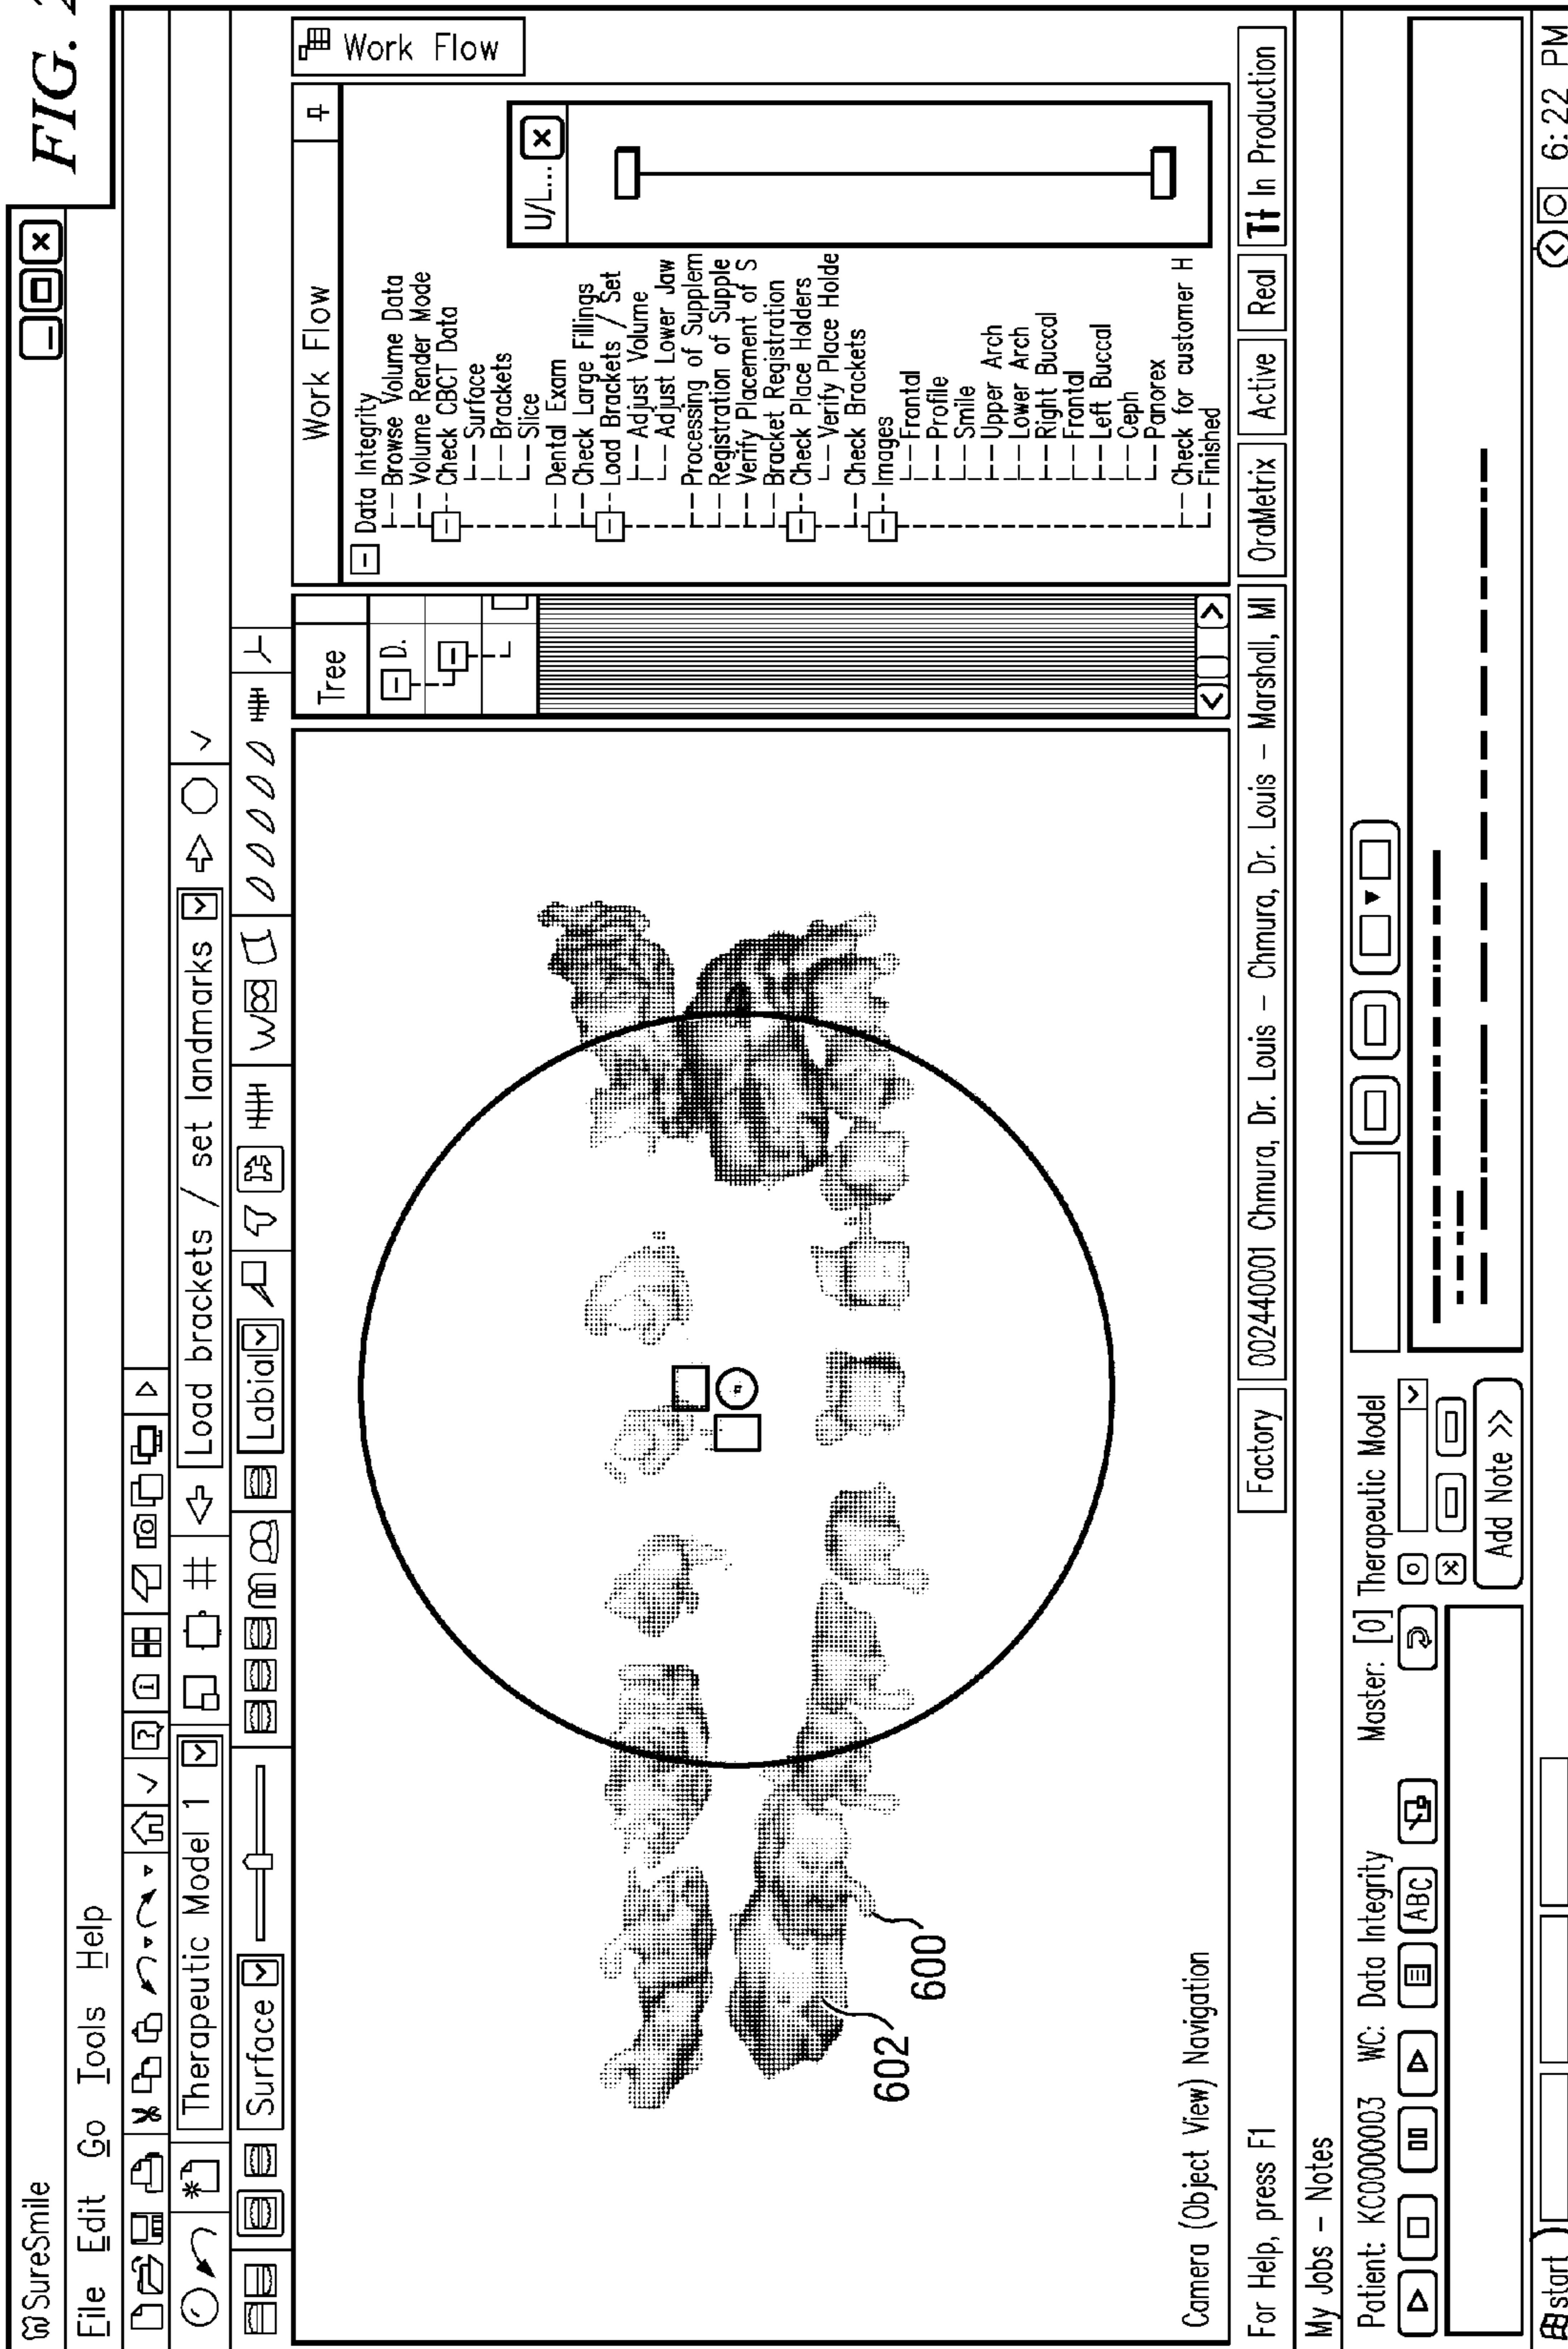 FIG. 2
SureSmile
File Edit Go Tools Help
Therapeutic Model 1
Load brackets / set landmarks
Surface
Labial
Tree
D.
Work Flow
Work Flow
Data Integrity
Browse Volume Data
Volume Render Mode
Check CBCT Data
Surface
Brackets
Slice
Dental Exam
Check Large Fillings
Load Brackets / Set
Adjust Volume
Adjust Lower Jaw
Processing of Supplem
Registration of Supple
Verify Placement of S
Bracket Registration
Check Place Holders
Verify Place Holde
Check Brackets
Images
Frontal
Profile
Smile
Upper Arch
Lower Arch
Right Buccal
Frontal
Left Buccal
Ceph
Panorex
Check for customer H
Finished
U/L...
600
602
Camera (Object View) Navigation
For Help, press F1
Factory
002440001 Chmura, Dr. Louis – Chmura, Dr. Louis – Marshall, MI
OraMetrix
Active
Real
In Production
My Jobs – Notes
Patient: KC0000003 WC: Data Integrity Master: [0] Therapeutic Model
ABC
Add Note >>
start
6:22 PM